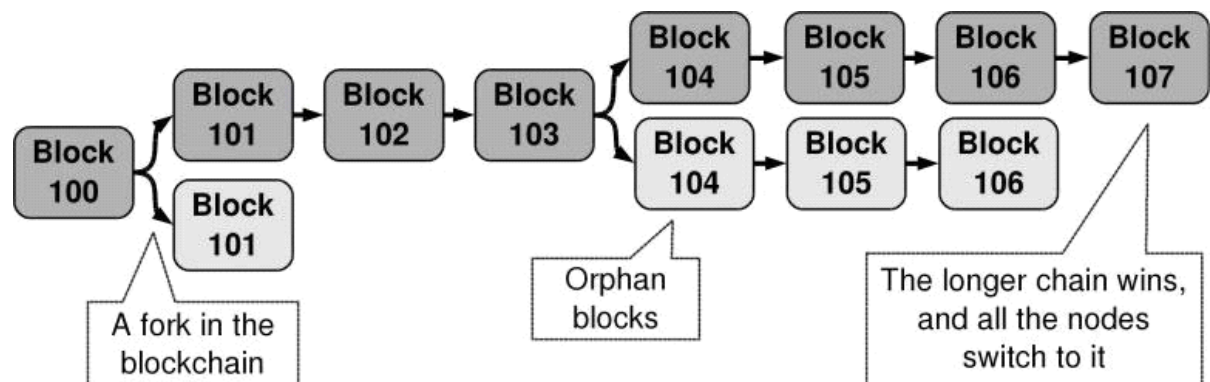 Block
100
Block
101
Block
102
Block
103
Block
104
Block
105
Block
106
Block
107
Block
101
Block
104
Block
105
Block
106
A fork in the
blockchain
Orphan
blocks
The longer chain wins,
and all the nodes
switch to it